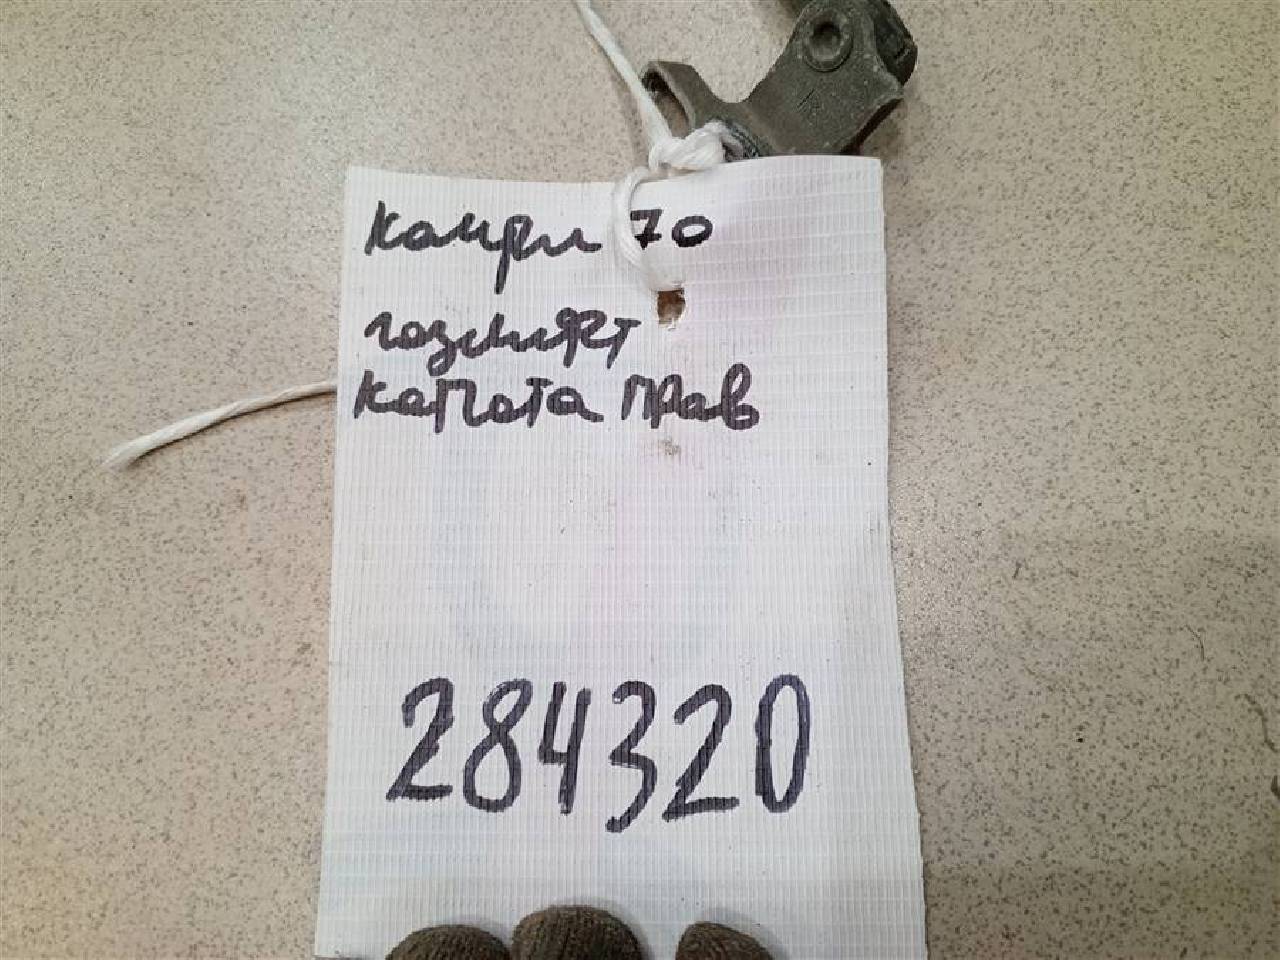 Камри 70
газлифт
капота Прав
284320